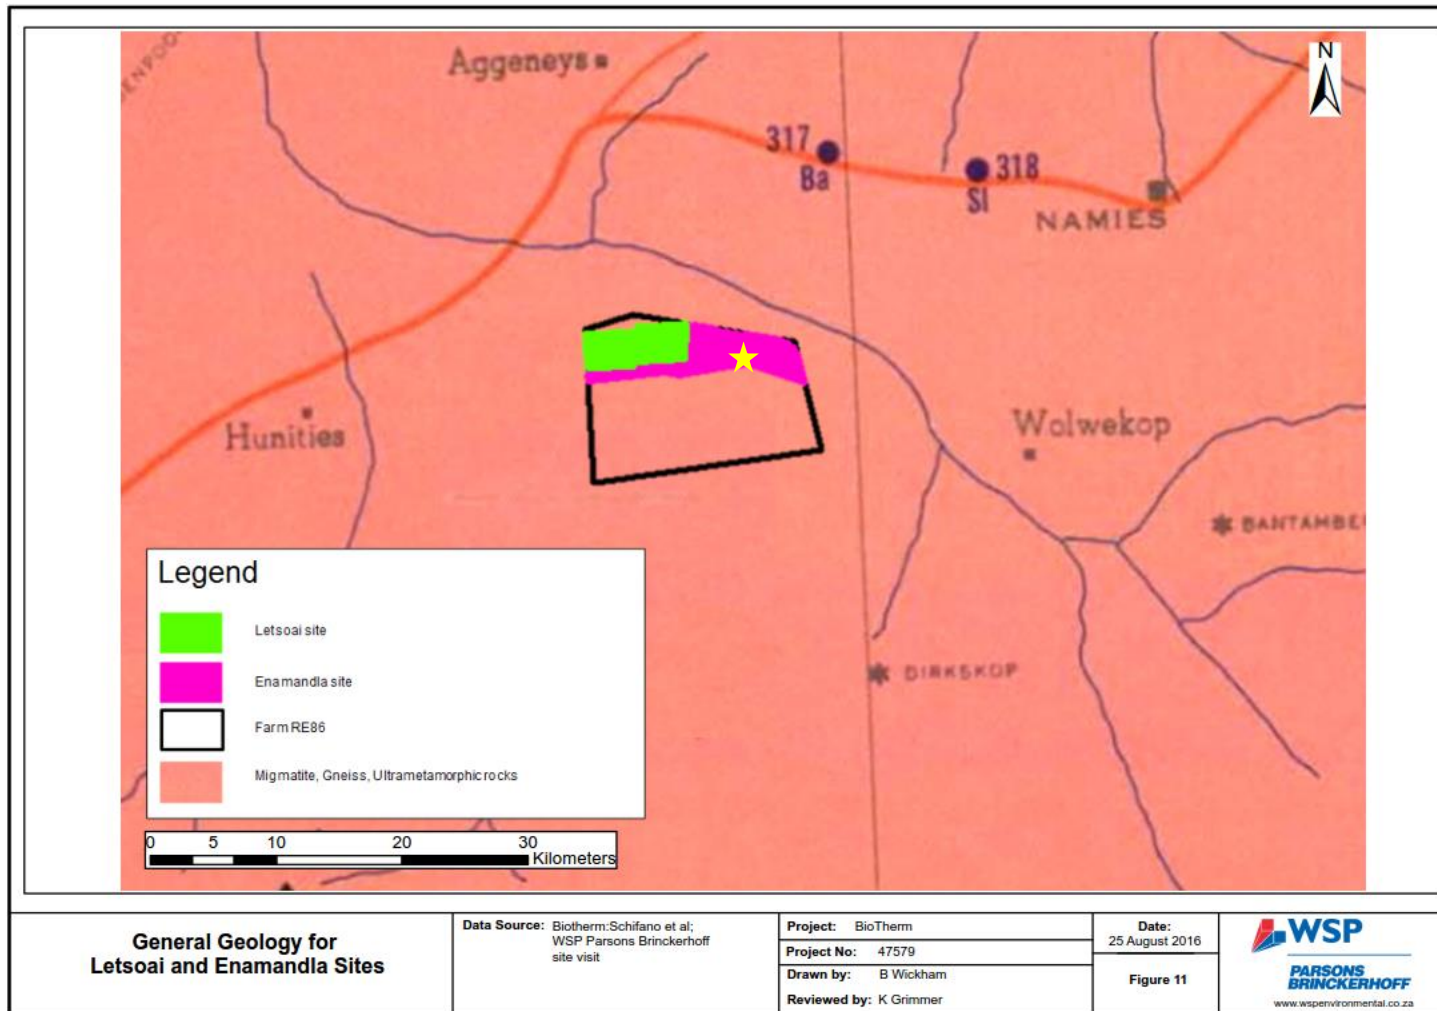 Aggeneys
N
317
Ba
318
Sl
NAMIES
Hunities
Wolwekop
DIRKSKOP
Legend
Letsoai site
Enamandla site
Farm RE86
Migmatite, Gneiss, Ultrametamorphic rocks
0 5 10 20 30
Kilometers
General Geology for
Letsoai and Enamandla Sites
Data Source: Biotherm:Schifano et al;
WSP Parsons Brinckerhoff
site visit
Project: BioTherm
Project No: 47579
Drawn by: B Wickham
Reviewed by: K Grimmer
Date:
25 August 2016
Figure 11
WSP
PARSONS
BRINCKERHOFF
www.wspenvironmental.co.za